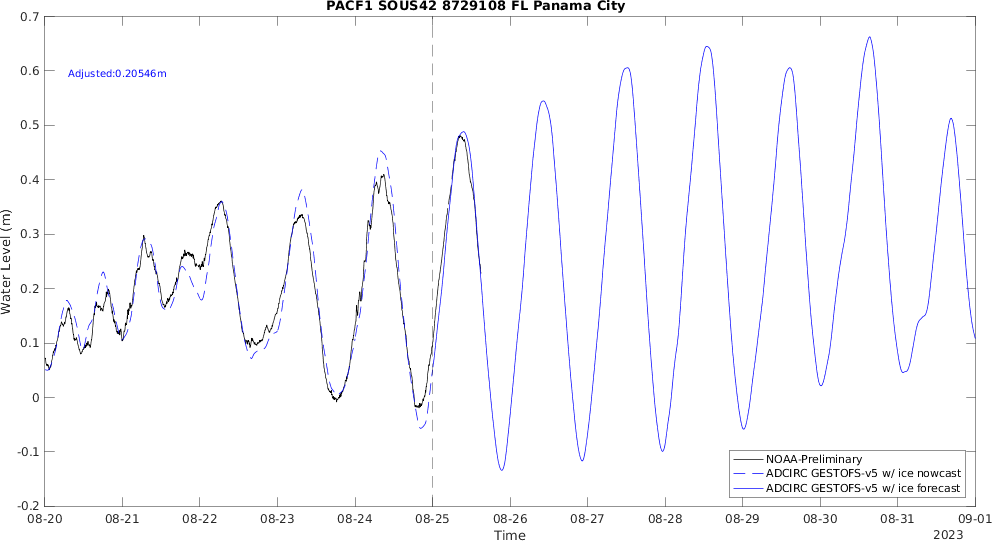 PACF1 SOUS42 8729108 FL Panama City
Adjusted:0.20546m
0.7
0.6
0.5
0.4
0.3
0.2
0.1
0
-0.1
-0.2
Water Level (m)
NOAA-Preliminary
ADCIRC GESTOFS-v5 w/ ice nowcast
ADCIRC GESTOFS-v5 w/ ice forecast
08-20 08-21 08-22 08-23 08-24 08-25 08-26 08-27 08-28 08-29 08-30 08-31 09-01
Time
2023